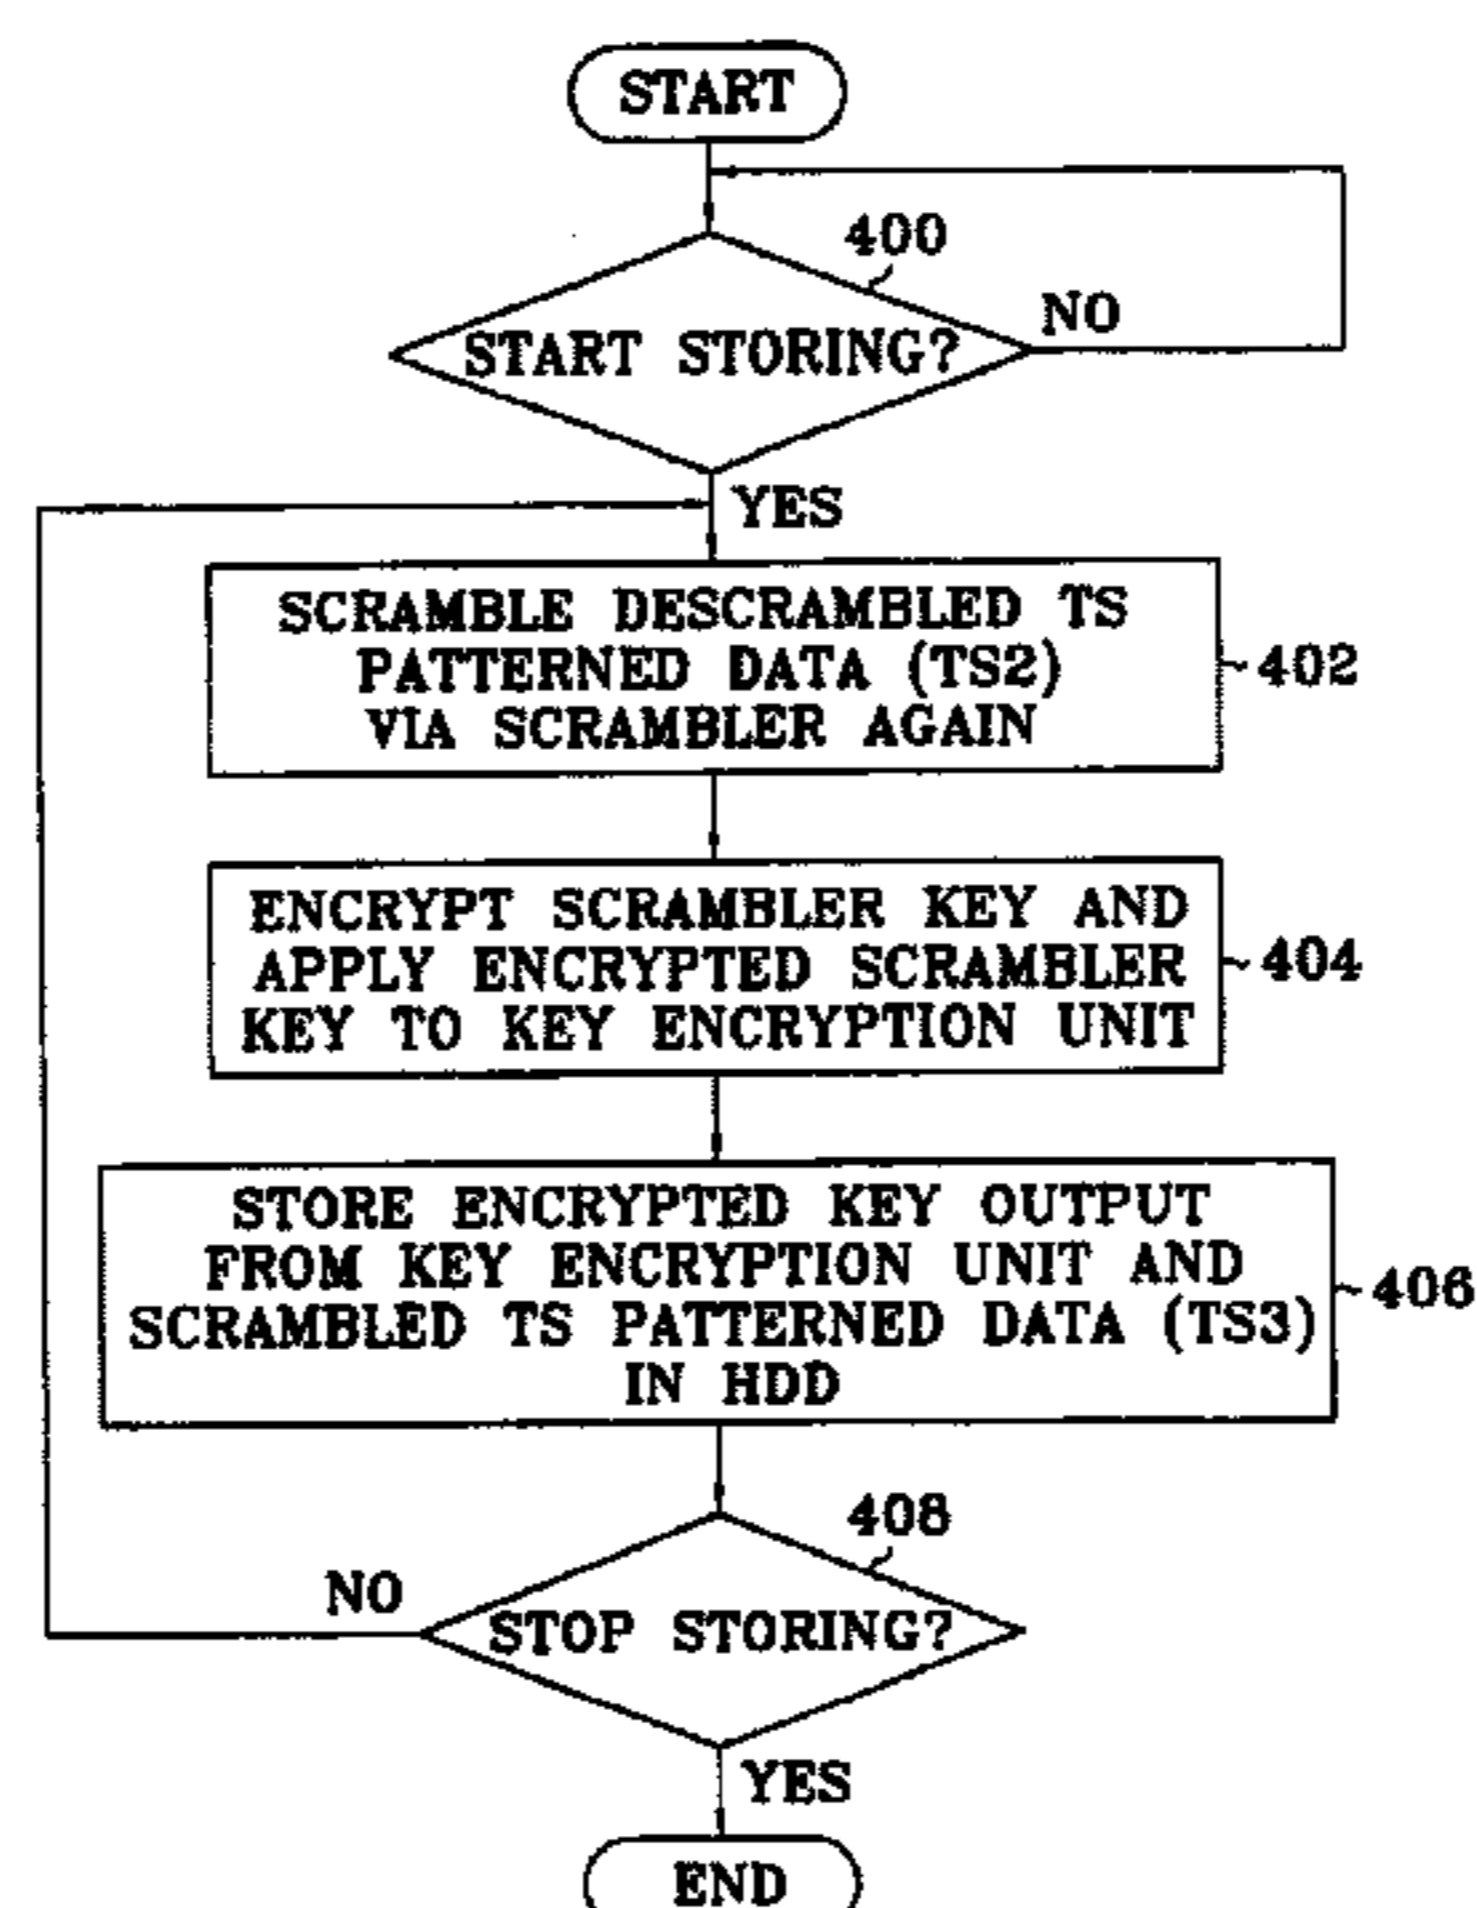 START
400
START STORING?
NO
YES
SCRAMBLE DESCRAMBLED TS
PATTERNED DATA (TS2)
VIA SCRAMBLER AGAIN
402
ENCRYPT SCRAMBLER KEY AND
APPLY ENCRYPTED SCRAMBLER
KEY TO KEY ENCRYPTION UNIT
404
STORE ENCRYPTED KEY OUTPUT
FROM KEY ENCRYPTION UNIT AND
SCRAMBLED TS PATTERNED DATA (TS3)
IN HDD
406
408
NO
STOP STORING?
YES
END